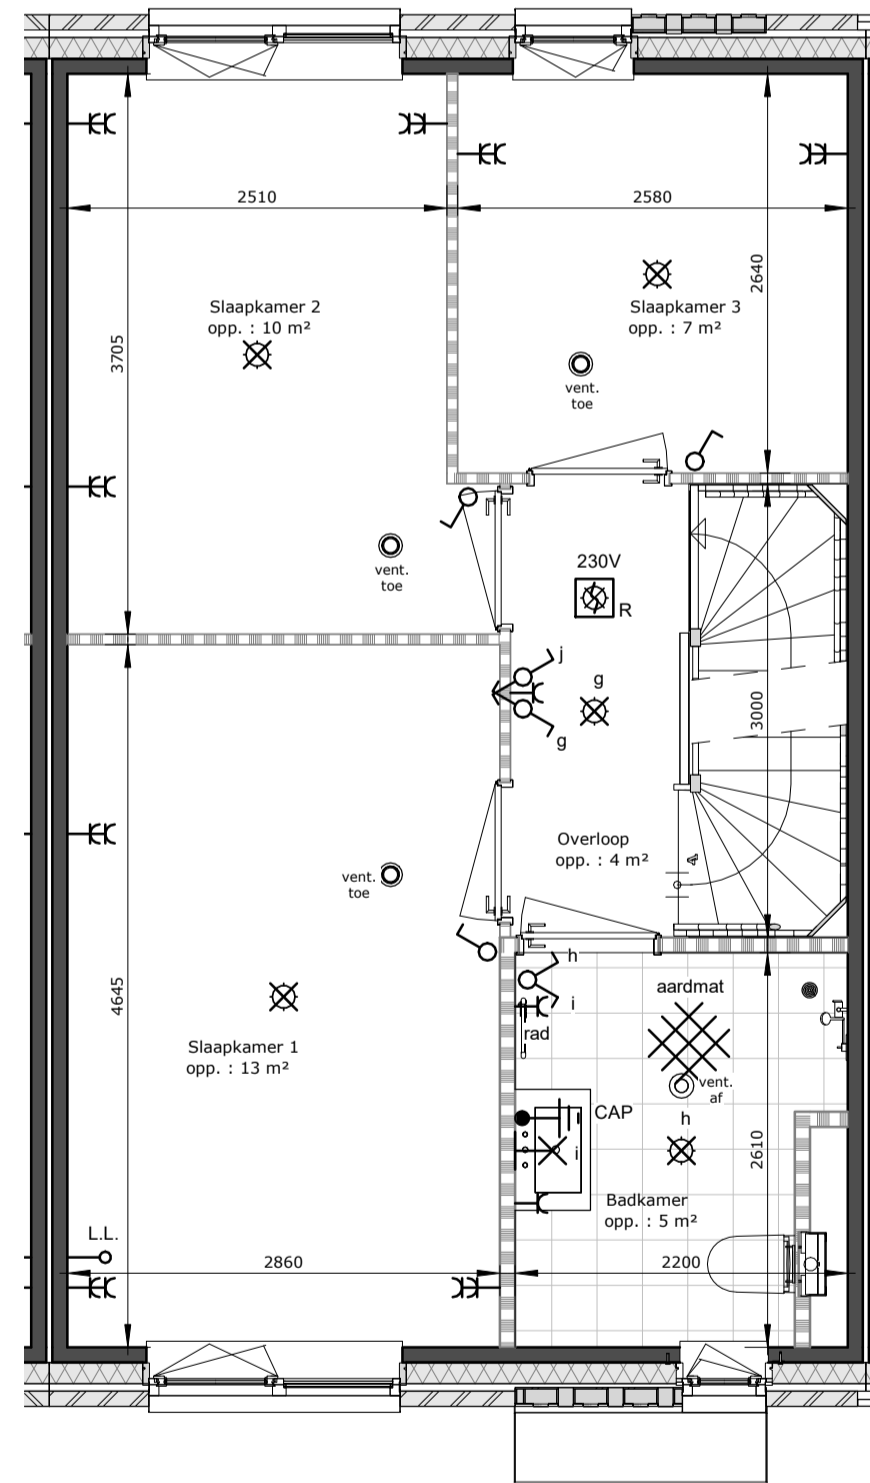 2510
2580
2640
Slaapkamer 2
opp. : 10 m²
Slaapkamer 3
opp. : 7 m²
3705
vent.
toe
vent.
toe
230V
R
j
g
g
3000
Overloop
opp. : 4 m²
A
vent.
toe
4645
h
i
aardmat
rad
vent.
af
CAP
h
i
Slaapkamer 1
opp. : 13 m²
2610
Badkamer
opp. : 5 m²
L.L.
2860
2200